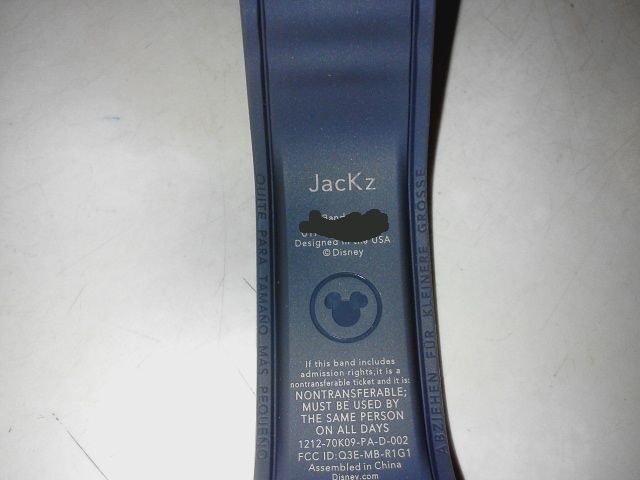 JacKz
Band
Designed in the USA
© Disney
If this band includes
admission rights,it is a
nontransferable ticket and it is:
NONTRANSFERABLE;
MUST BE USED BY
THE SAME PERSON
ON ALL DAYS
1212-70K09-PA-D-002
FCC ID:Q3E-MB-R1G1
Assembled in China
Disney.com
QUITE PARA TAMAÑO MAS PEQUEÑO
ABZIEHEN FÜR KLEINERE GRÖSSE